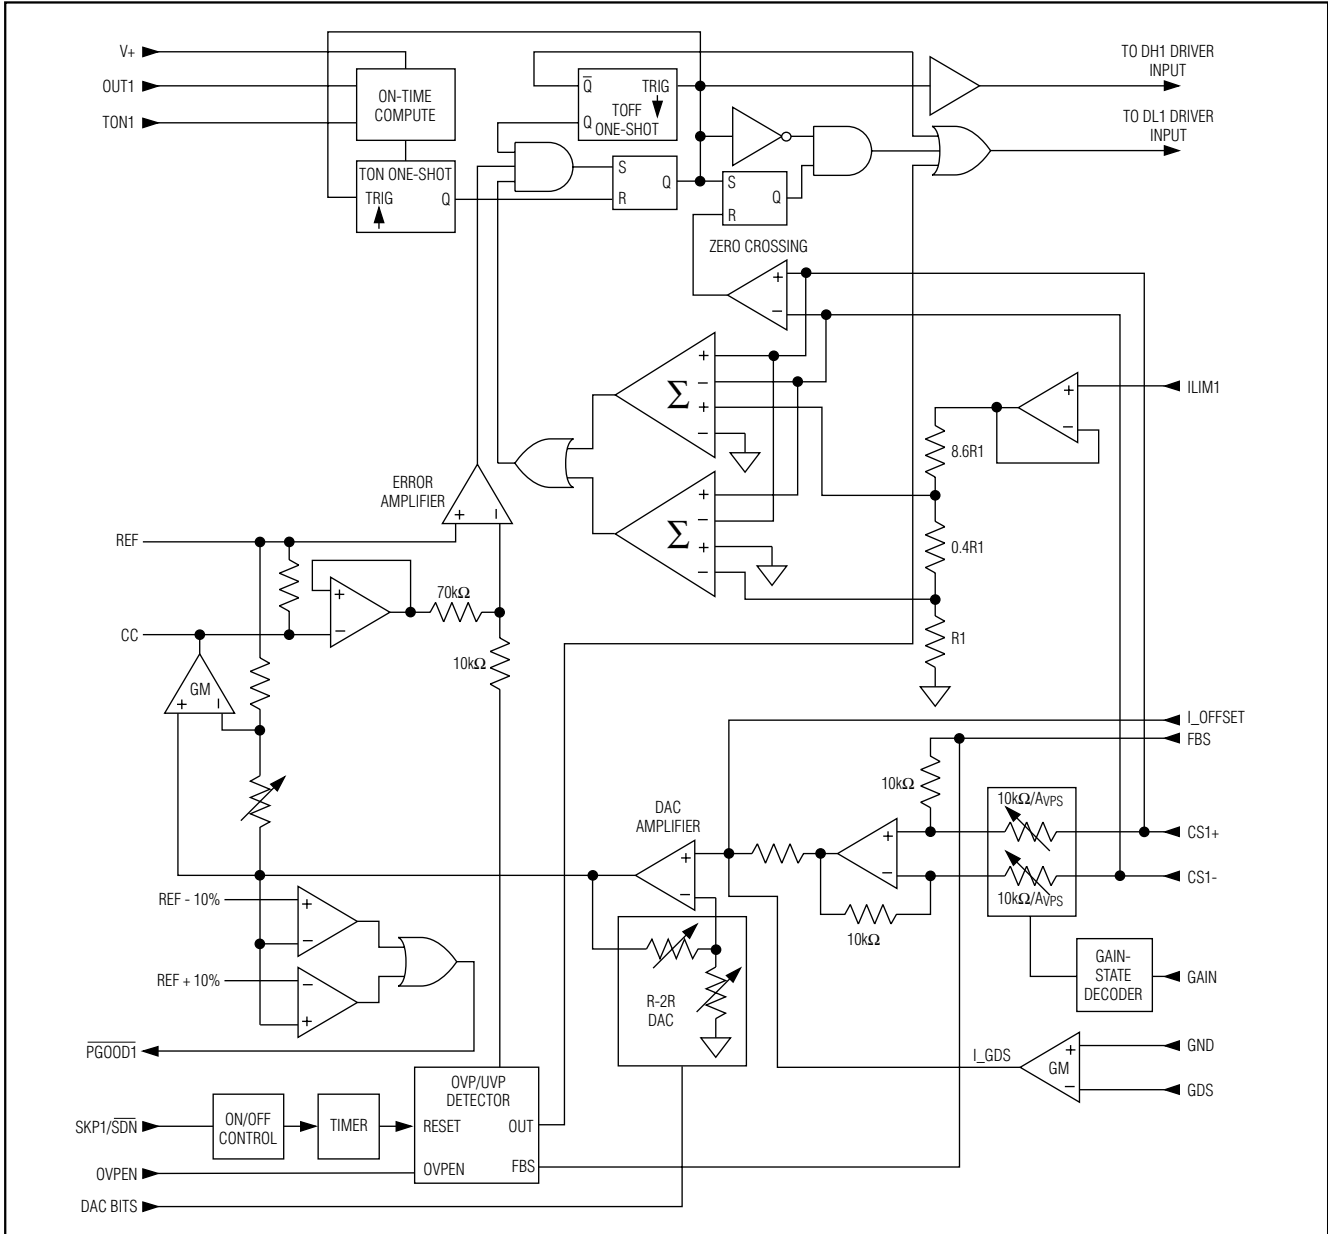 V+
OUT1
TON1
ON-TIME
COMPUTE
TON ONE-SHOT
TRIG
Q
Q̅
TRIG
TOFF
Q
ONE-SHOT
S
R
Q
S
R
Q
TO DH1 DRIVER
INPUT
TO DL1 DRIVER
INPUT
ZERO CROSSING
+
−
+
−
Σ
+
−
+
−
Σ
+
−
+
−
ILIM1
8.6R1
0.4R1
R1
ERROR
AMPLIFIER
+
−
REF
+
−
70kΩ
10kΩ
CC
GM
+
−
I_OFFSET
FBS
10kΩ
10kΩ/AVPS
CS1+
CS1-
10kΩ/AVPS
+
−
10kΩ
DAC
AMPLIFIER
+
−
GAIN-
STATE
DECODER
GAIN
R-2R
DAC
REF - 10%
+
−
REF + 10%
−
+
P̅G̅O̅O̅D̅1̅
I_GDS
GM
+
−
GND
GDS
OVP/UVP
DETECTOR
RESET
OUT
OVPEN
FBS
SKP1/S̅D̅N̅
ON/OFF
CONTROL
TIMER
OVPEN
DAC BITS